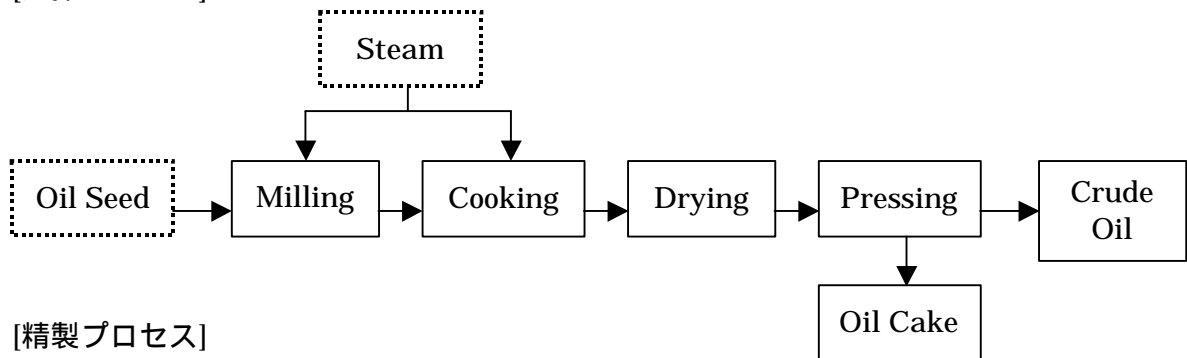 Steam
Oil Seed
Milling
Cooking
Drying
Pressing
Crude
Oil
Oil Cake
[精製プロセス]